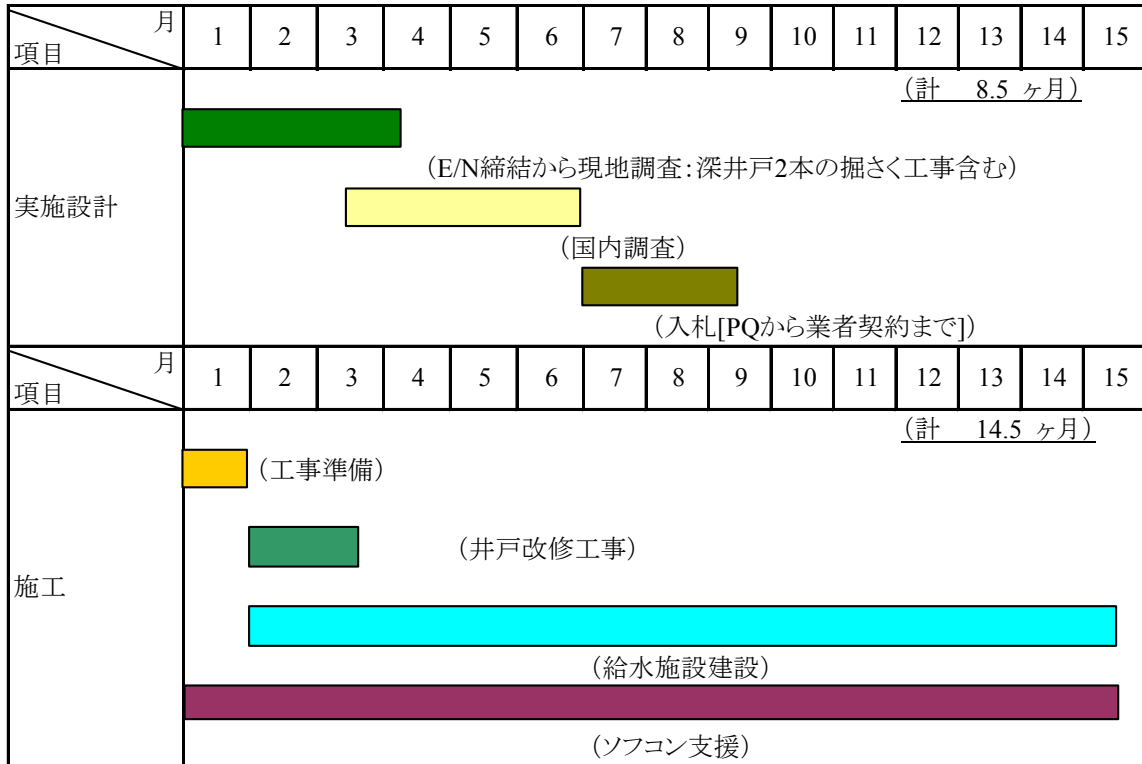 月
項目
1 2 3 4 5 6 7 8 9 10 11 12 13 14 15
(計 8.5 ヶ月)
(E/N締結から現地調査:深井戸2本の掘さく工事含む)
実施設計
(国内調査)
(入札[PQから業者契約まで])
月
項目
1 2 3 4 5 6 7 8 9 10 11 12 13 14 15
(計 14.5 ヶ月)
(工事準備)
(井戸改修工事)
施工
(給水施設建設)
(ソフコン支援)